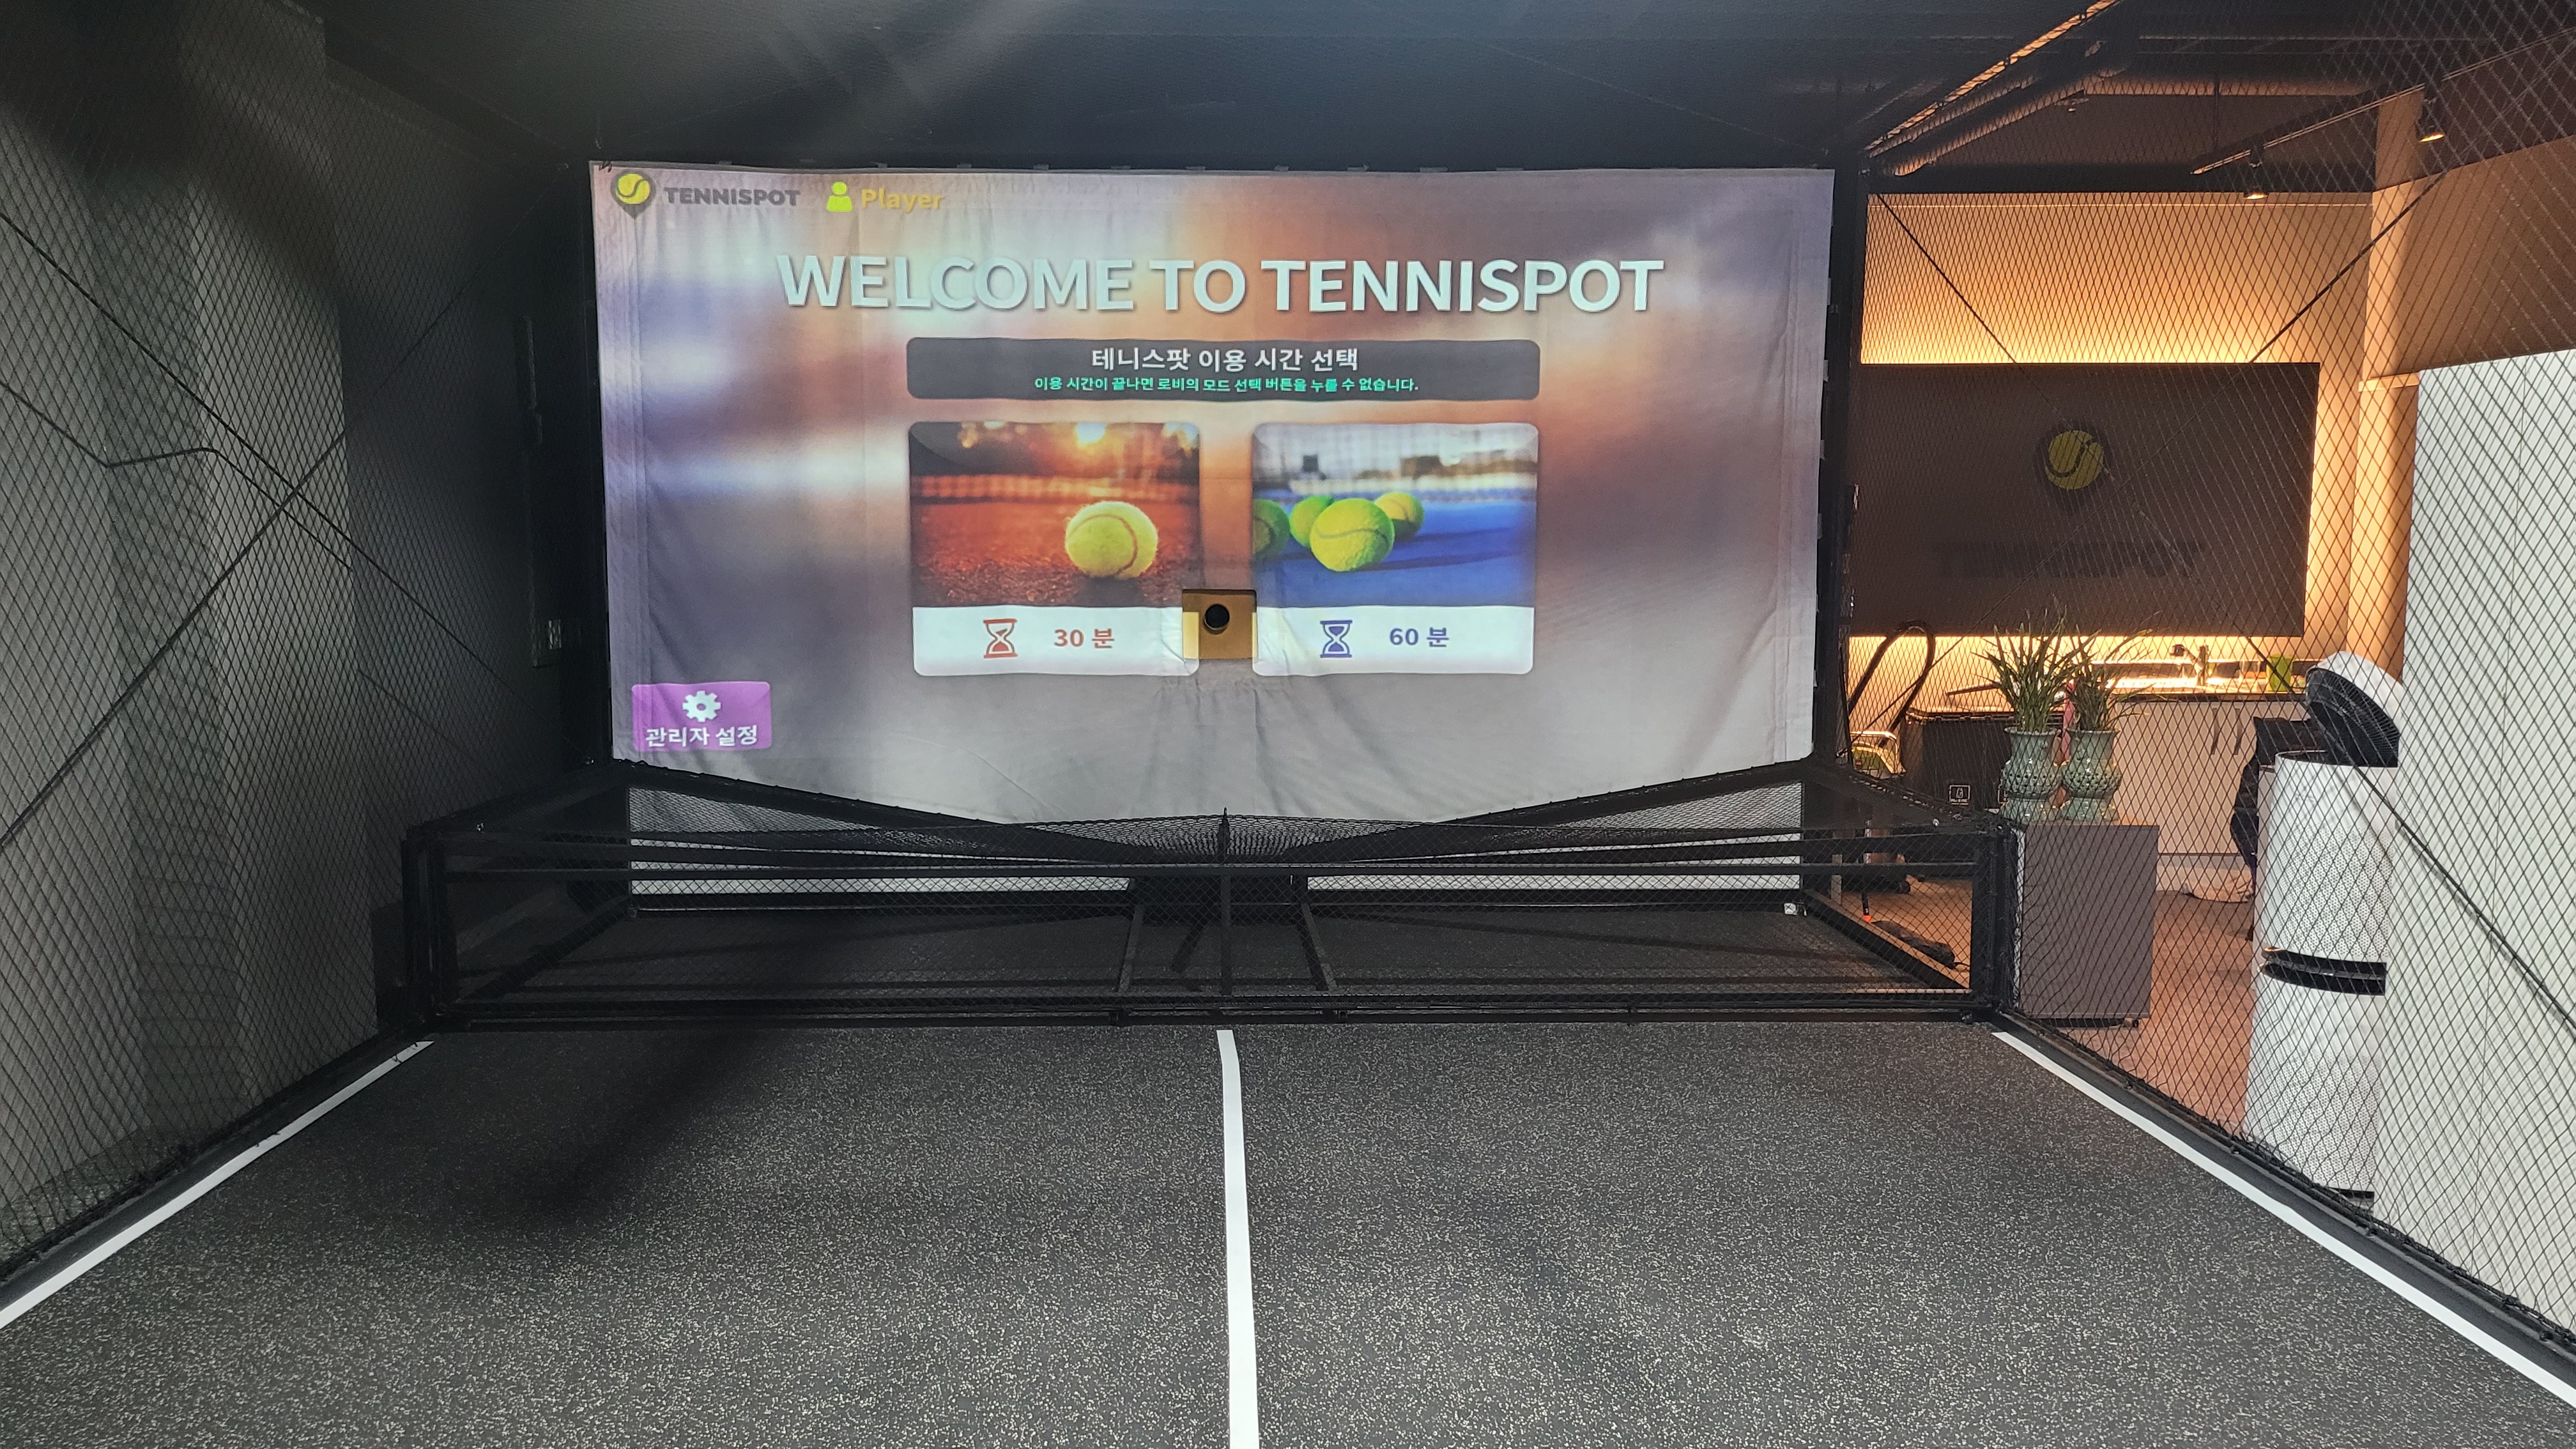 TENNISPOT Player
WELCOME TO TENNISPOT
테니스팟 이용 시간 선택
이용 시간이 끝나면 로비의 모드 선택 버튼을 누를 수 없습니다.
30 분
60 분
관리자 설정
TENNISPOT